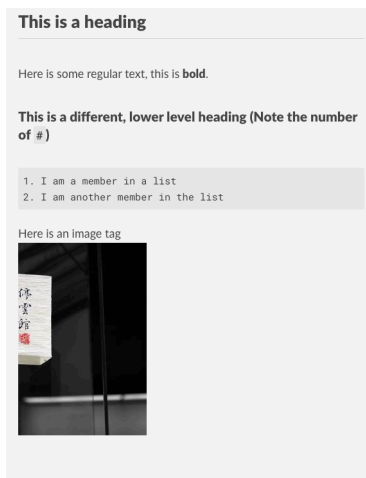 This is a heading
Here is some regular text, this is bold.
This is a different, lower level heading (Note the number
of #)
1. I am a member in a list
2. I am another member in the list
Here is an image tag
雲
館